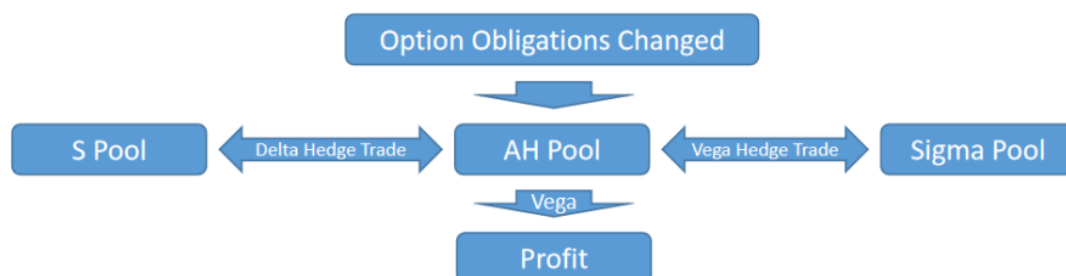 Option Obligations Changed
S Pool
Delta Hedge Trade
AH Pool
Vega Hedge Trade
Sigma Pool
Vega
Profit